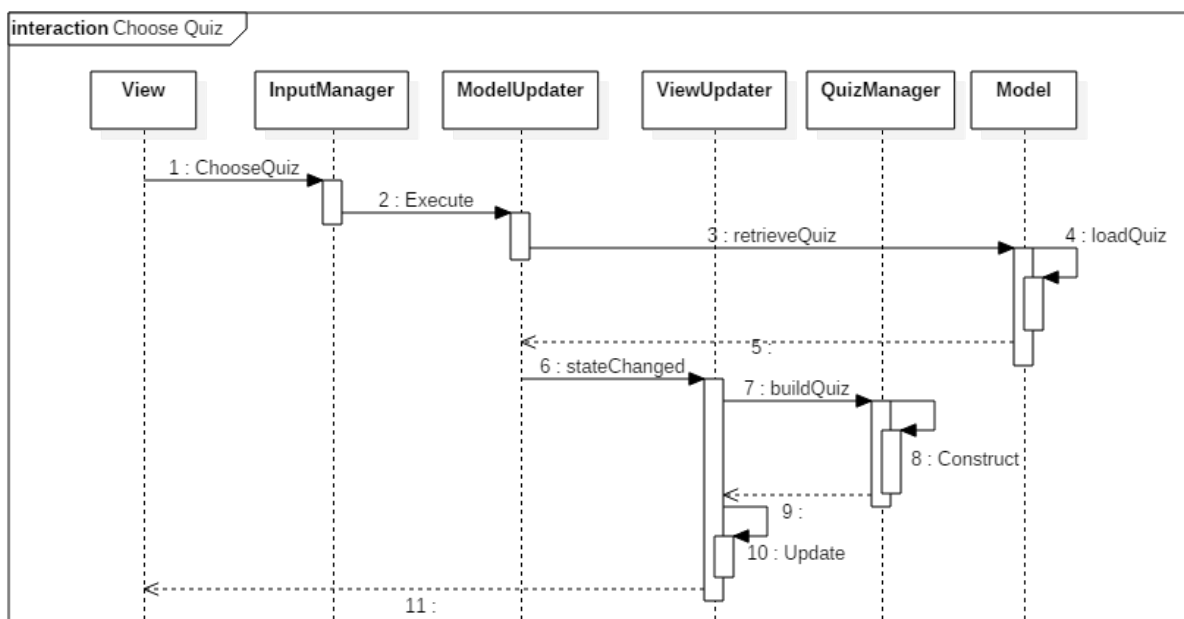 interaction Choose Quiz
View
InputManager
ModelUpdater
ViewUpdater
QuizManager
Model
1 : ChooseQuiz
2 : Execute
3 : retrieveQuiz
4 : loadQuiz
5 :
6 : stateChanged
7 : buildQuiz
8 : Construct
9 :
10 : Update
11 :